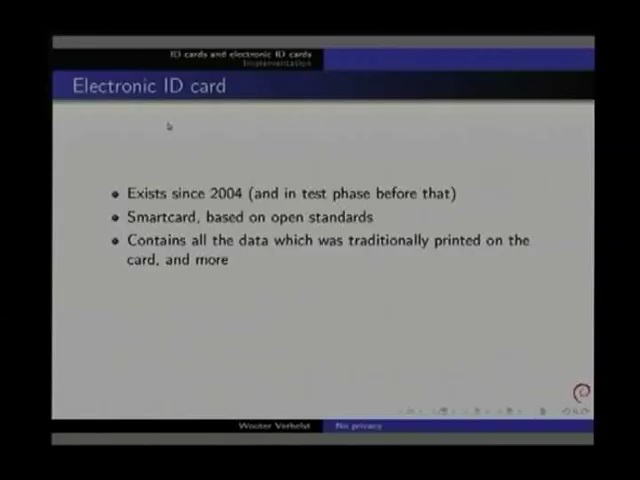 ID cards and electronic ID cards
Implementation
Electronic ID card
Exists since 2004 (and in test phase before that)
Smartcard, based on open standards
Contains all the data which was traditionally printed on the
card, and more
Wouter Verhelst
No privacy